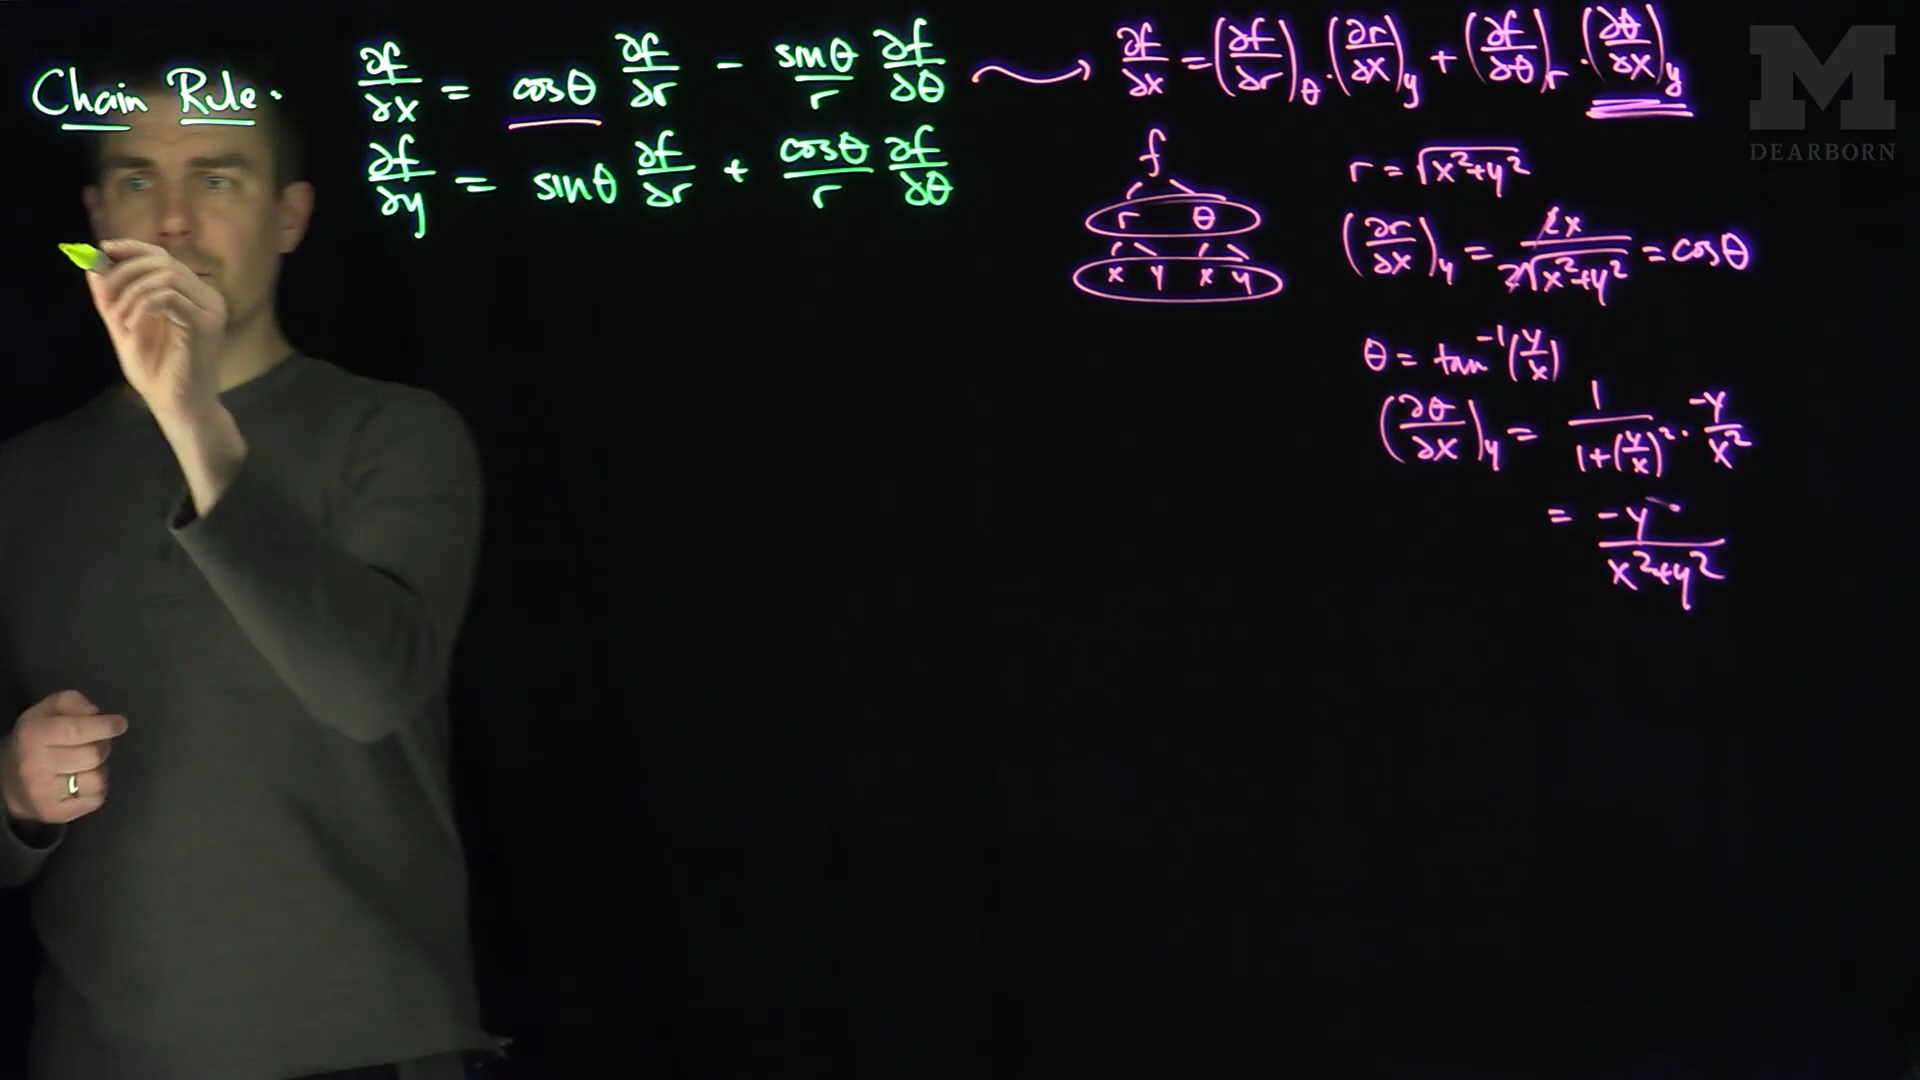 Chain Rule.
∂f/∂x = cosθ ∂f/∂r - sinθ/r ∂f/∂θ
∂f/∂y = sinθ ∂f/∂r + cosθ/r ∂f/∂θ
∂f/∂x = (∂f/∂r)_θ · (∂r/∂x)_y + (∂f/∂θ)_r · (∂θ/∂x)_y
f
r θ
x y x y
r = √(x²+y²)
(∂r/∂x)_y = 2x/(2√(x²+y²)) = cosθ
θ = tan⁻¹(y/x)
(∂θ/∂x)_y = 1/(1+(y/x)²) · -y/x²
= -y/(x²+y²)
M
DEARBORN